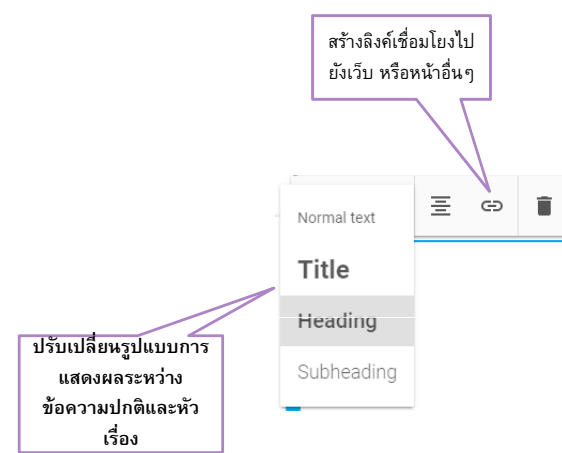 สร้างลิงค์เชื่อมโยงไป
ยังเว็บ หรือหน้าอื่นๆ
Normal text
Title
Heading
Subheading
ปรับเปลี่ยนรูปแบบการ
แสดงผลระหว่าง
ข้อความปกติและหัว
เรื่อง